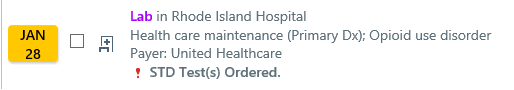 JAN
28
Lab in Rhode Island Hospital
Health care maintenance (Primary Dx); Opioid use disorder
Payer: United Healthcare
STD Test(s) Ordered.